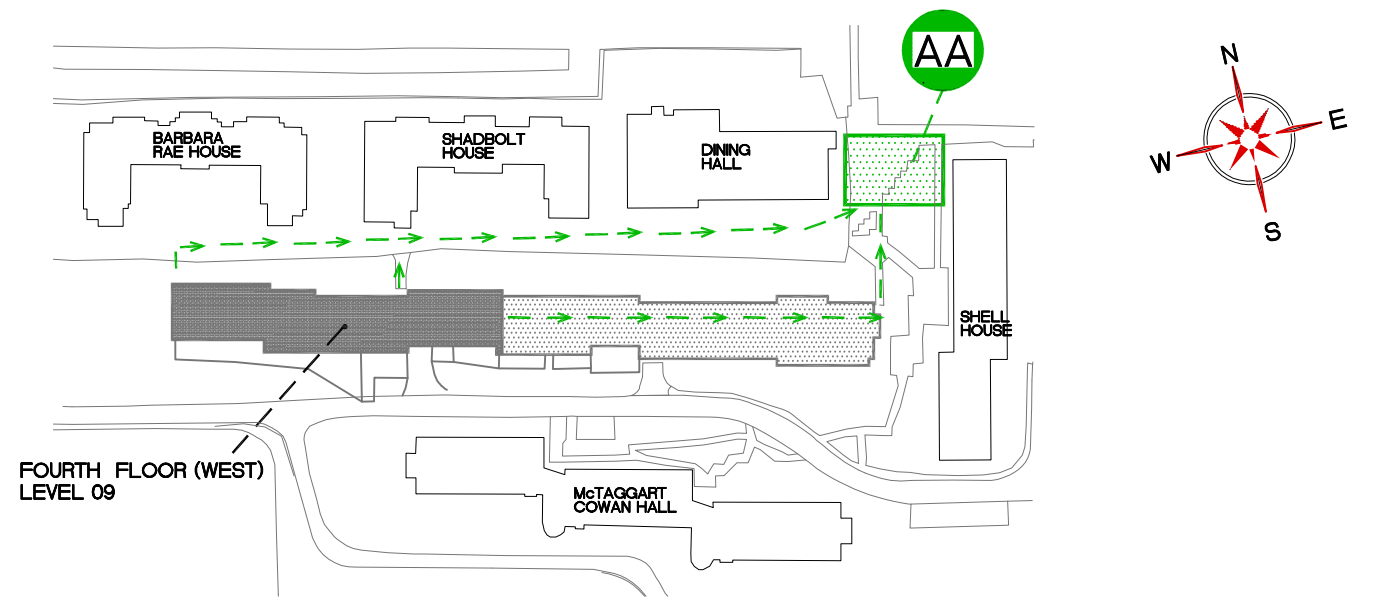 AA
N
E
W
S
BARBARA
RAE HOUSE
SHADBOLT
HOUSE
DINING
HALL
SHELL
HOUSE
FOURTH FLOOR (WEST)
LEVEL 09
McTAGGART
COWAN HALL